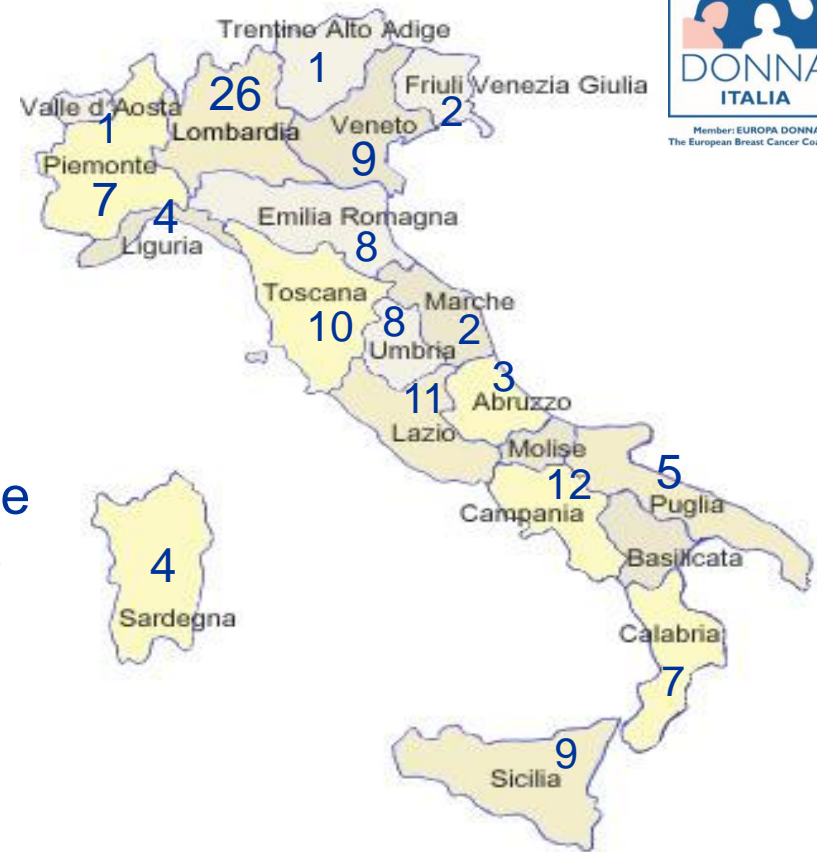 DONNA
ITALIA
Member: EUROPA DONNA
The European Breast Cancer Coa
Trentino Alto Adige
1
Friuli Venezia Giulia
2
Valle d'Aosta
1
26
Lombardia
Veneto
9
Piemonte
7
4
Liguria
Emilia Romagna
8
Toscana
10
Marche
2
8
Umbria
3
Abruzzo
11
Lazio
Molise
12
Campania
5
Puglia
Basilicata
e
4
Sardegna
Calabria
7
9
Sicilia